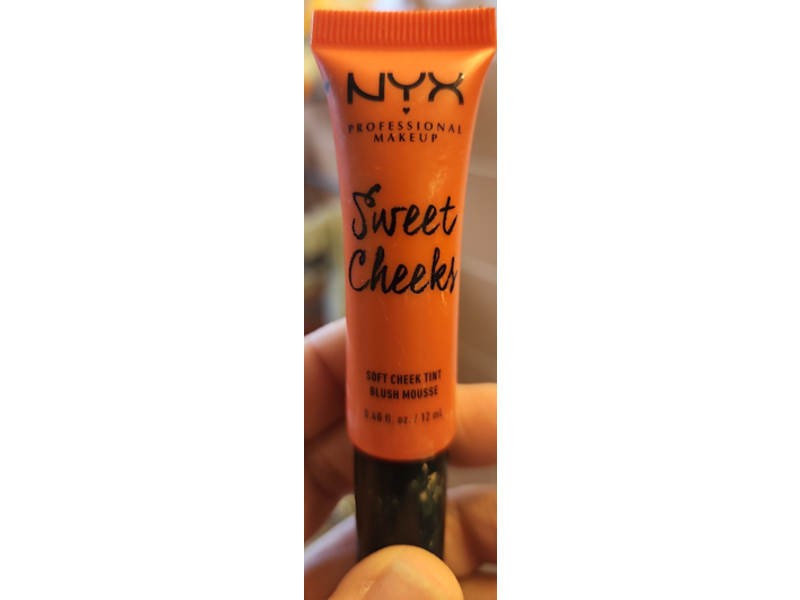 NYX
PROFESSIONAL
MAKEUP
Sweet
Cheeks
SOFT CHEEK TINT
BLUSH MOUSSE
0.40 fl. oz. / 12 mL